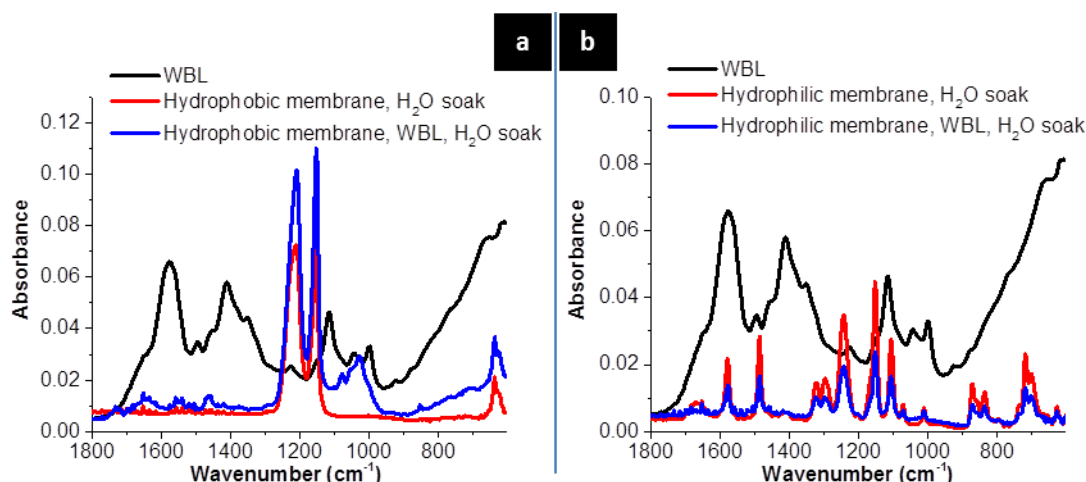 a
b
WBL
Hydrophobic membrane, H₂O soak
Hydrophobic membrane, WBL, H₂O soak
0.12
0.10
0.08
0.06
0.04
0.02
0.00
Absorbance
1800 1600 1400 1200 1000 800
Wavenumber (cm⁻¹)
WBL
Hydrophilic membrane, H₂O soak
Hydrophilic membrane, WBL, H₂O soak
0.10
0.08
0.06
0.04
0.02
0.00
Absorbance
1800 1600 1400 1200 1000 800
Wavenumber (cm⁻¹)